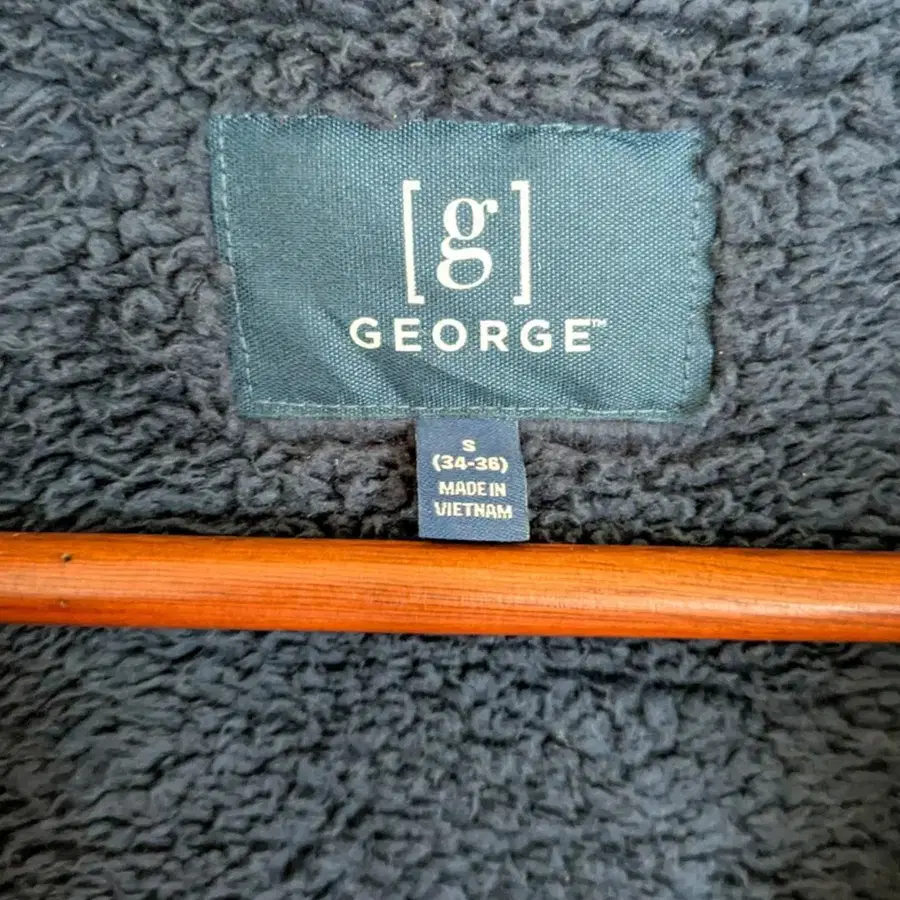 [g]
GEORGE™
S
(34-36)
MADE IN
VIETNAM